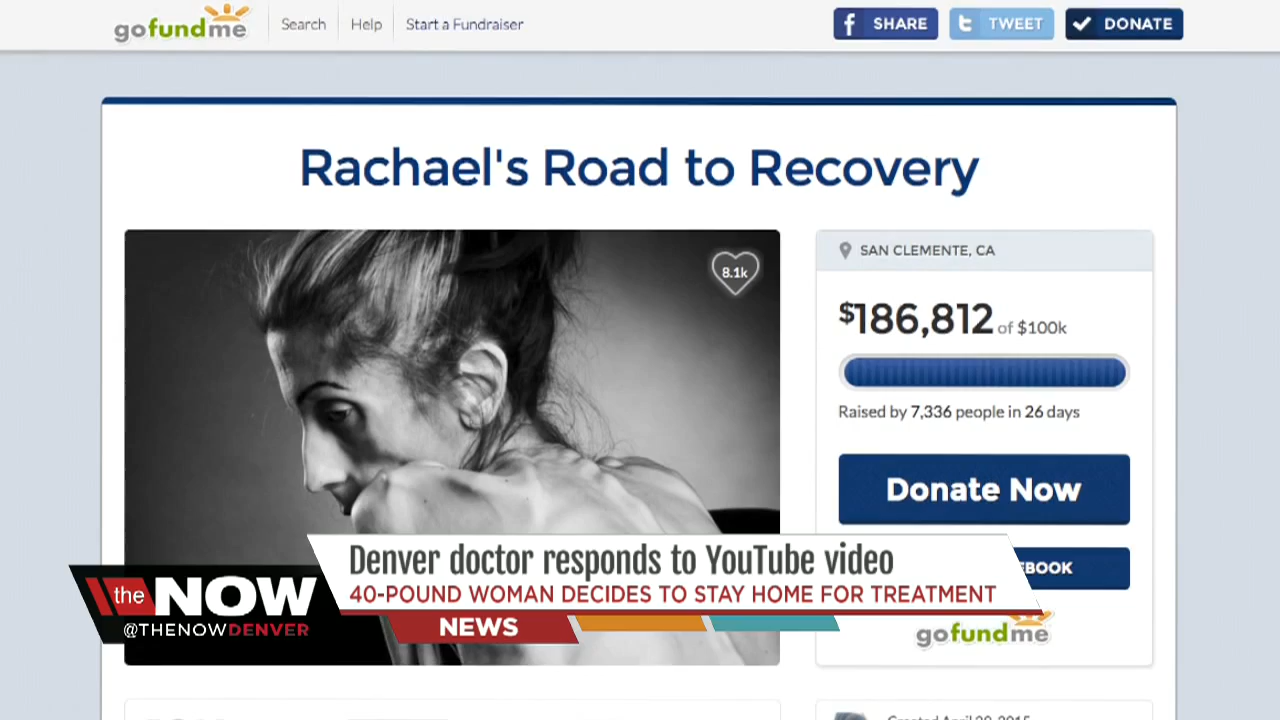 gofundme
Search
Help
Start a Fundraiser
SHARE
TWEET
DONATE
Rachael's Road to Recovery
8.1k
SAN CLEMENTE, CA
$186,812 of $100k
Raised by 7,336 people in 26 days
Donate Now
Denver doctor responds to YouTube video
40-POUND WOMAN DECIDES TO STAY HOME FOR TREATMENT
the NOW
@THENOWDENVER
NEWS
gofundme